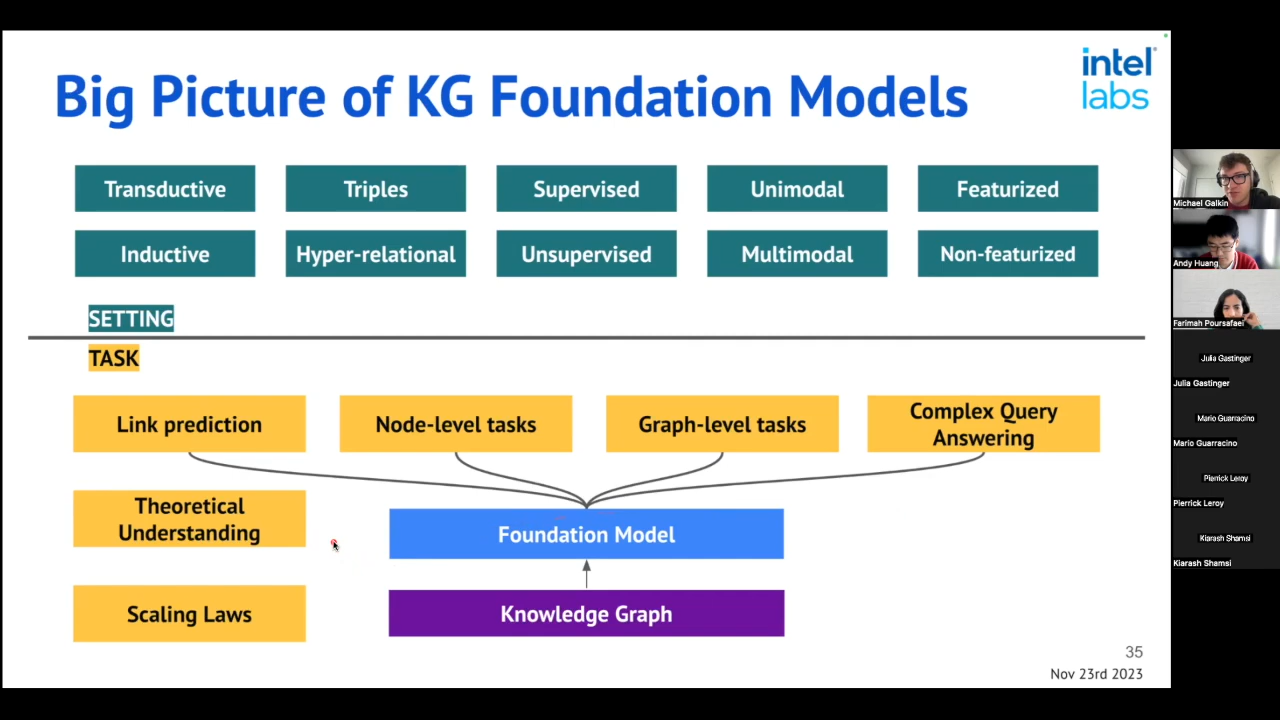 Big Picture of KG Foundation Models
intel
labs
Transductive
Triples
Supervised
Unimodal
Featurized
Inductive
Hyper-relational
Unsupervised
Multimodal
Non-featurized
SETTING
TASK
Link prediction
Node-level tasks
Graph-level tasks
Complex Query
Answering
Theoretical
Understanding
Foundation Model
Scaling Laws
Knowledge Graph
35
Nov 23rd 2023
Michael Galkin
Andy Huang
Farimah Poursafaei
Julia Gastinger
Julia Gastinger
Mario Guarracino
Mario Guarracino
Pierrick Leroy
Pierrick Leroy
Kiarash Shamsi
Kiarash Shamsi